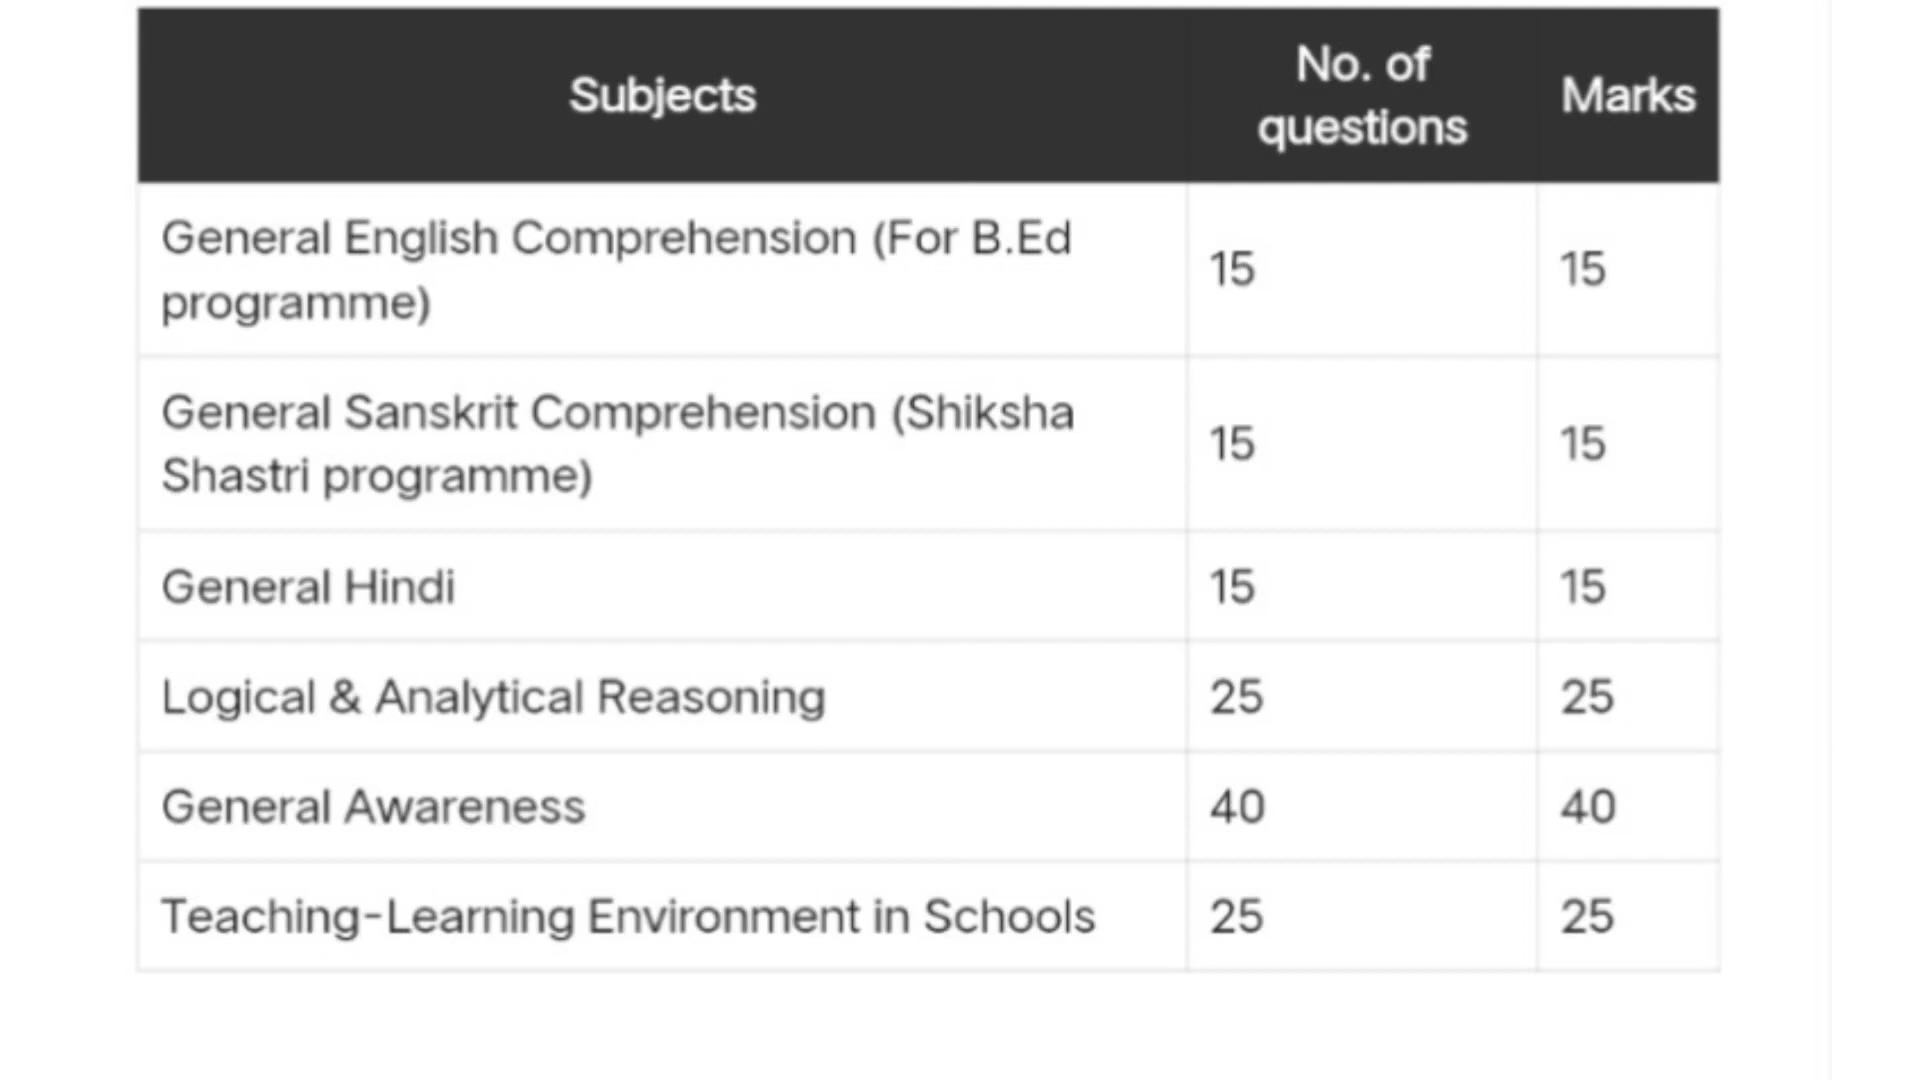 Subjects
No. of
questions
Marks
General English Comprehension (For B.Ed
programme)
15
15
General Sanskrit Comprehension (Shiksha
Shastri programme)
15
15
General Hindi
15
15
Logical & Analytical Reasoning
25
25
General Awareness
40
40
Teaching-Learning Environment in Schools
25
25